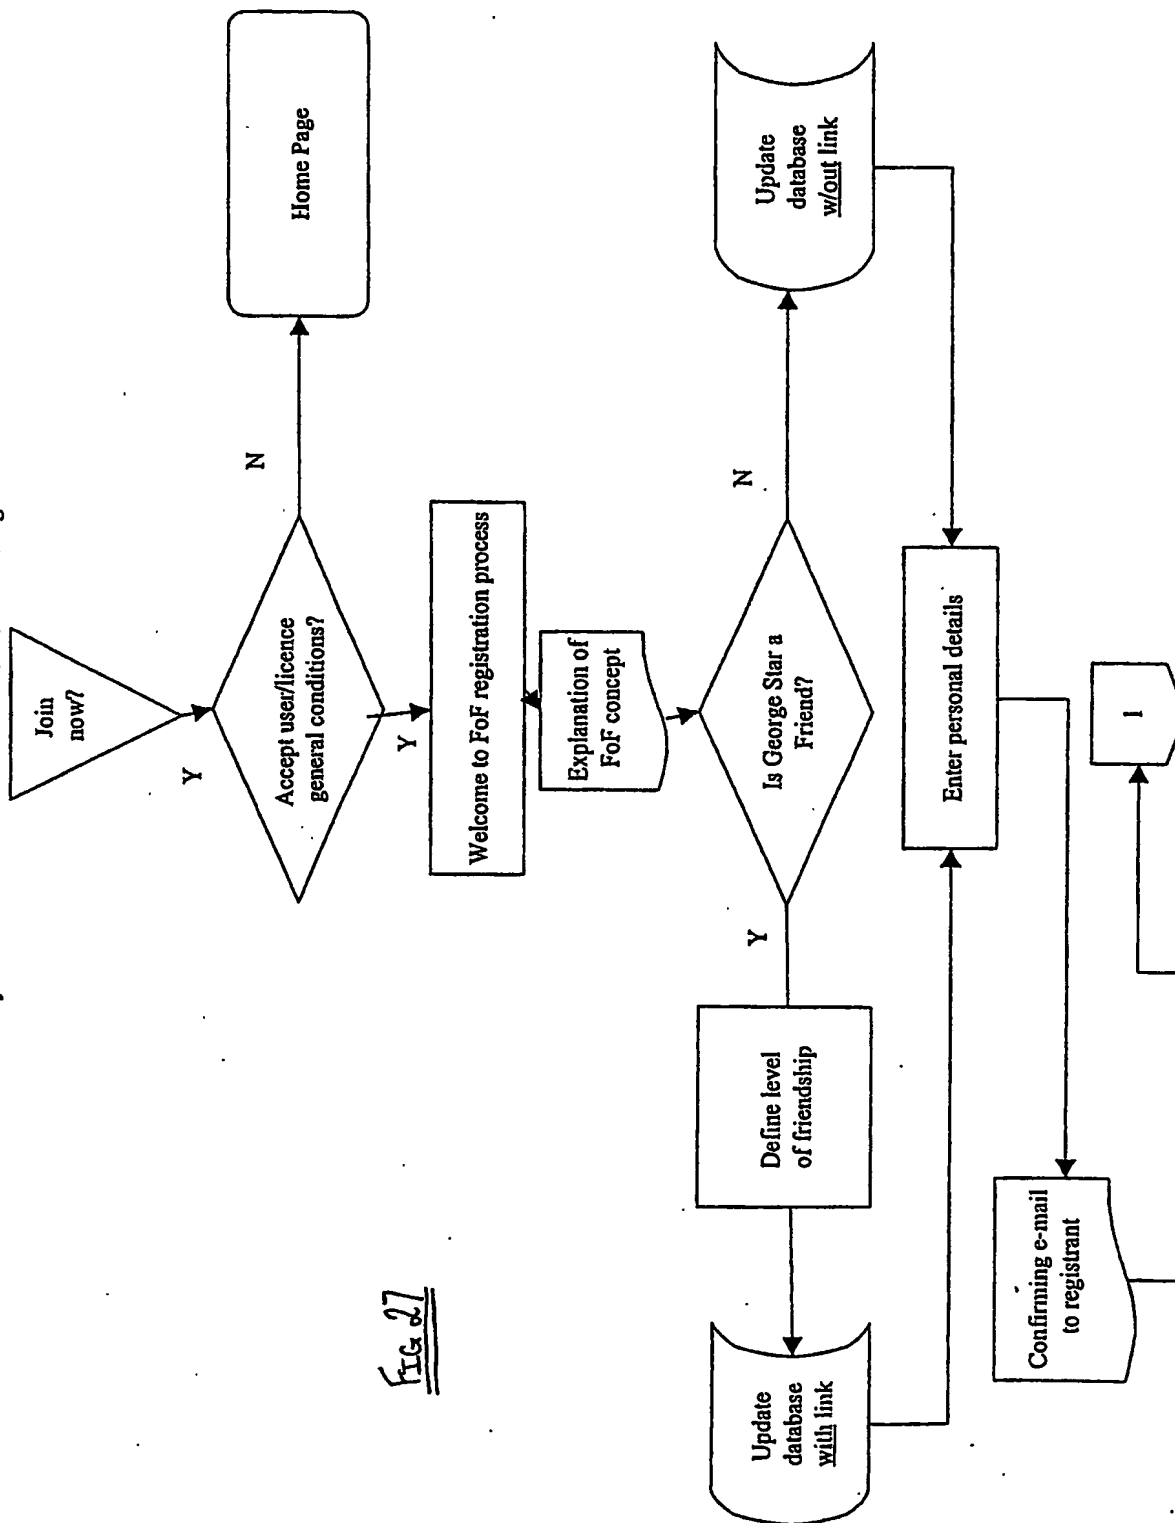 Join
now?
Y
Accept user/licence
general conditions?
N
Home Page
Y
Welcome to FoF registration process
Explanation of
FoF concept
Is George Star a
Friend?
Y
N
Define level
of friendship
Update
database
with link
Update
database
w/out link
Enter personal details
Confirming e-mail
to registrant
1
FIG 27